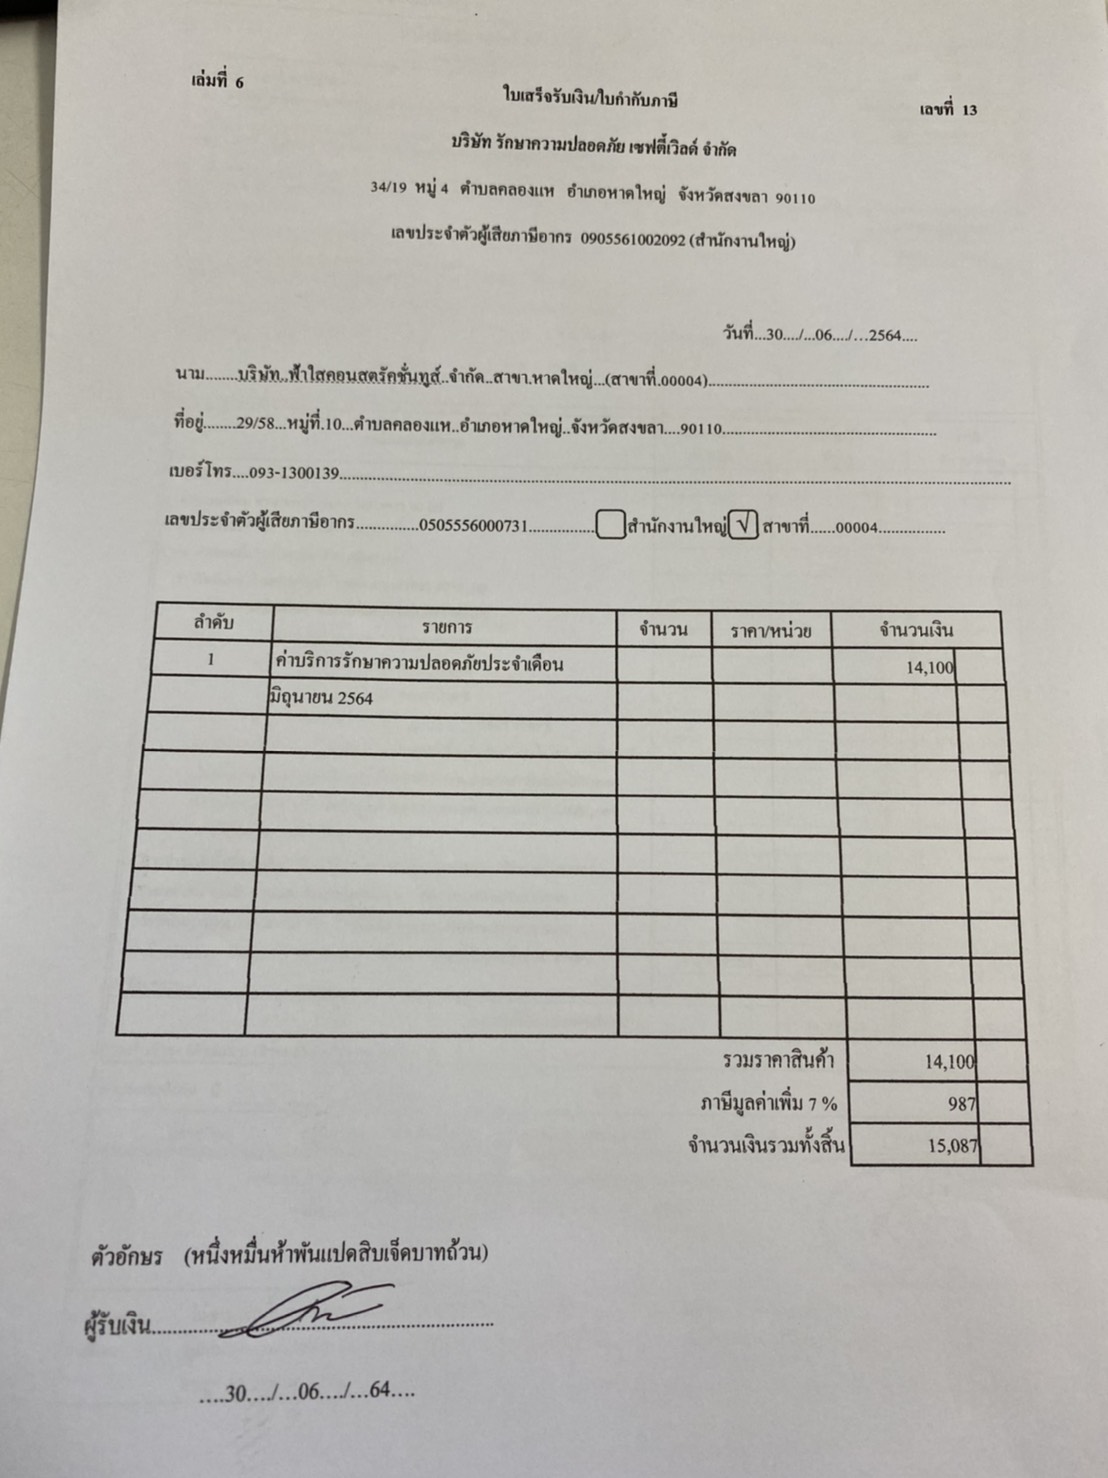 เล่มที่ 6
ใบเสร็จรับเงิน/ใบกำกับภาษี
เลขที่ 13
บริษัท รักษาความปลอดภัย เซฟตี้เวิลด์ จำกัด
34/19 หมู่ 4 ตำบลคลองแห อำเภอหาดใหญ่ จังหวัดสงขลา 90110
เลขประจำตัวผู้เสียภาษีอากร 0905561002092 (สำนักงานใหญ่)
วันที่...30..../...06..../...2564....
นาม........บริษัท..ฟ้าใสคอนสตรัคชั่นทูส์..จำกัด..สาขา.หาดใหญ่...(สาขาที่.00004)......................................................
ที่อยู่........29/58...หมู่ที่.10...ตำบลคลองแห..อำเภอหาดใหญ่..จังหวัดสงขลา....90110.....................................................
เบอร์โทร....093-1300139.........................................................................................................................................
เลขประจำตัวผู้เสียภาษีอากร...............0505556000731................ สำนักงานใหญ่ √ สาขาที่......00004................
ลำดับ รายการ จำนวน ราคา/หน่วย จำนวนเงิน
1 ค่าบริการรักษาความปลอดภัยประจำเดือน 14,100
มิถุนายน 2564
รวมราคาสินค้า 14,100
ภาษีมูลค่าเพิ่ม 7 % 987
จำนวนเงินรวมทั้งสิ้น 15,087
ตัวอักษร (หนึ่งหมื่นห้าพันแปดสิบเจ็ดบาทถ้วน)
ผู้รับเงิน..................................................................
....30..../...06..../...64....